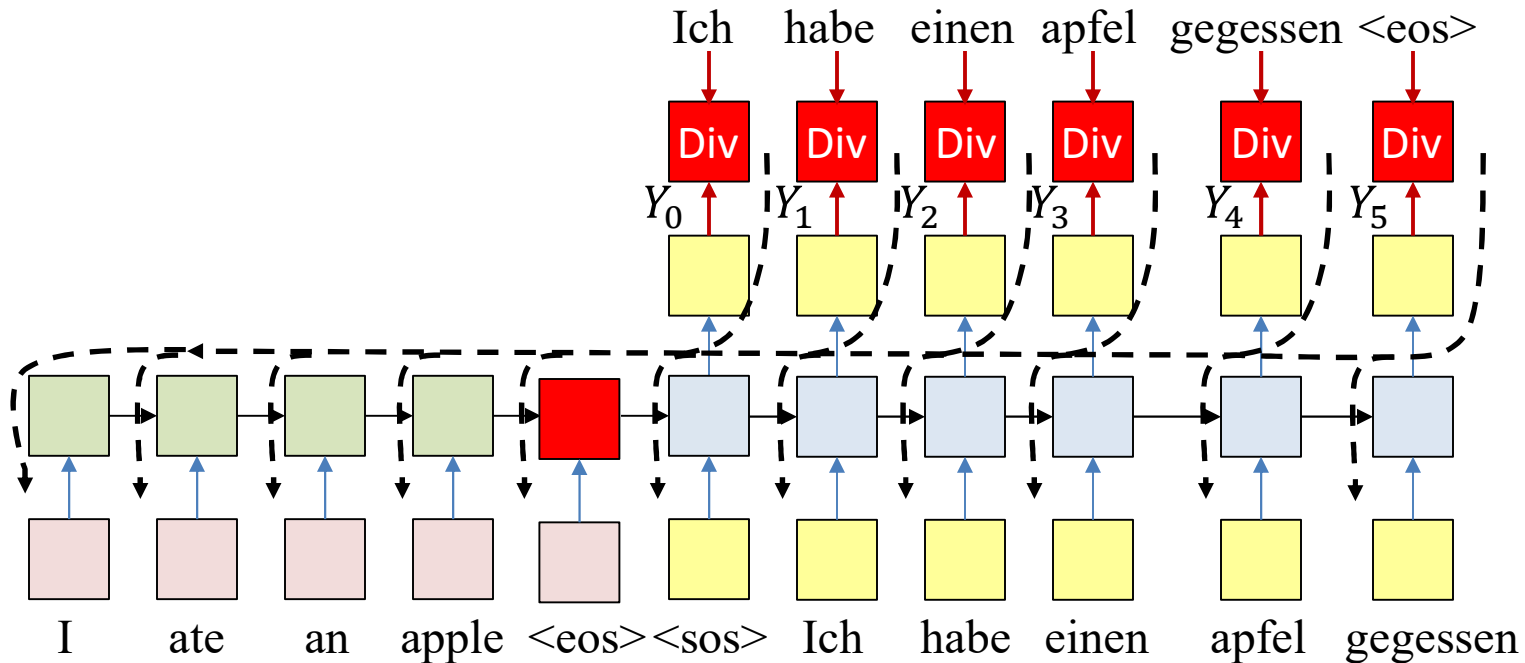 Ich habe einen apfel gegessen <eos>
Div Div Div Div Div Div
Y₀ Y₁ Y₂ Y₃ Y₄ Y₅
I ate an apple <eos> <sos> Ich habe einen apfel gegessen